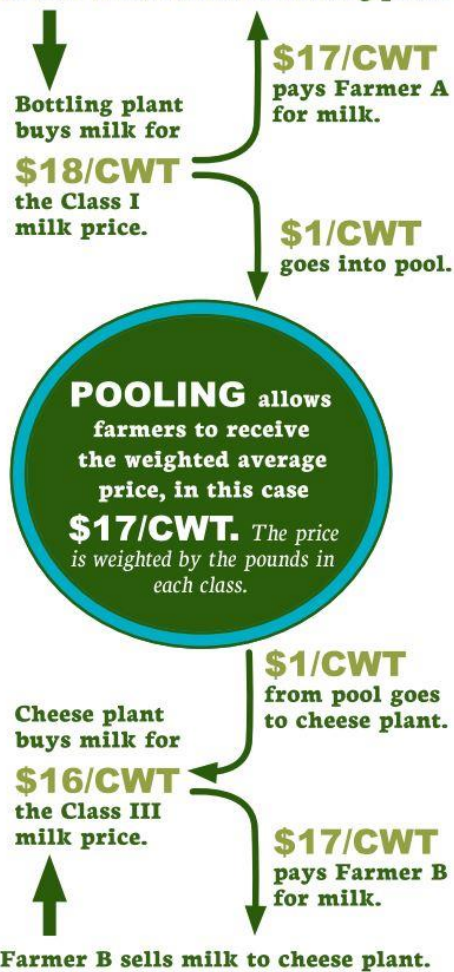 $17/CWT
pays Farmer A
for milk.
Bottling plant
buys milk for
$18/CWT
the Class I
milk price.
$1/CWT
goes into pool.
POOLING allows
farmers to receive
the weighted average
price, in this case
$17/CWT. The price
is weighted by the pounds in
each class.
$1/CWT
from pool goes
to cheese plant.
Cheese plant
buys milk for
$16/CWT
the Class III
milk price.
$17/CWT
pays Farmer B
for milk.
Farmer B sells milk to cheese plant.